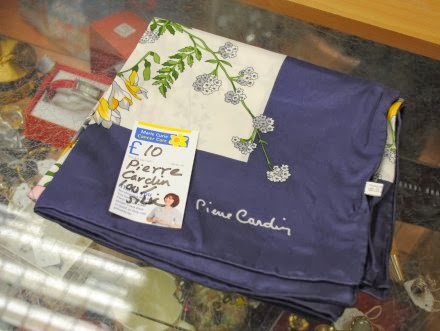 Marie Curie
Cancer Care
£10
Pierre
Cardin
100%
silk
Pierre Cardin